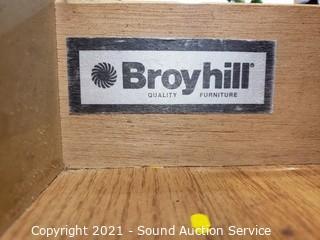 Broyhill®
QUALITY FURNITURE
Copyright 2021 - Sound Auction Service